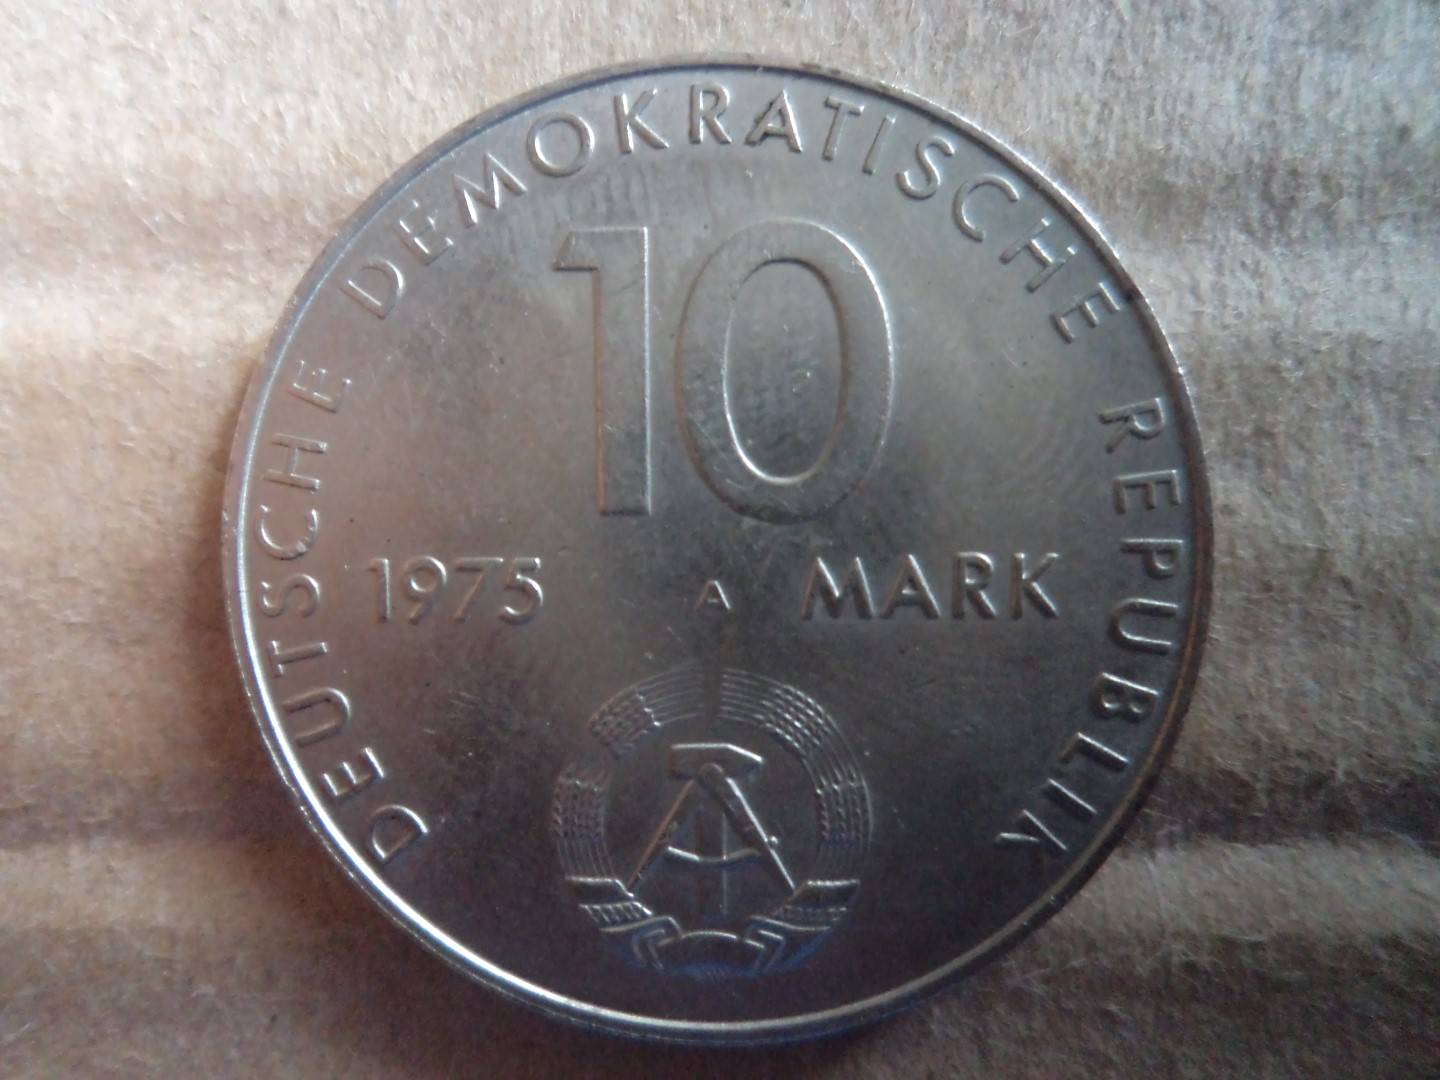 DEUTSCHE DEMOKRATISCHE REPUBLIK
10
1975 A MARK